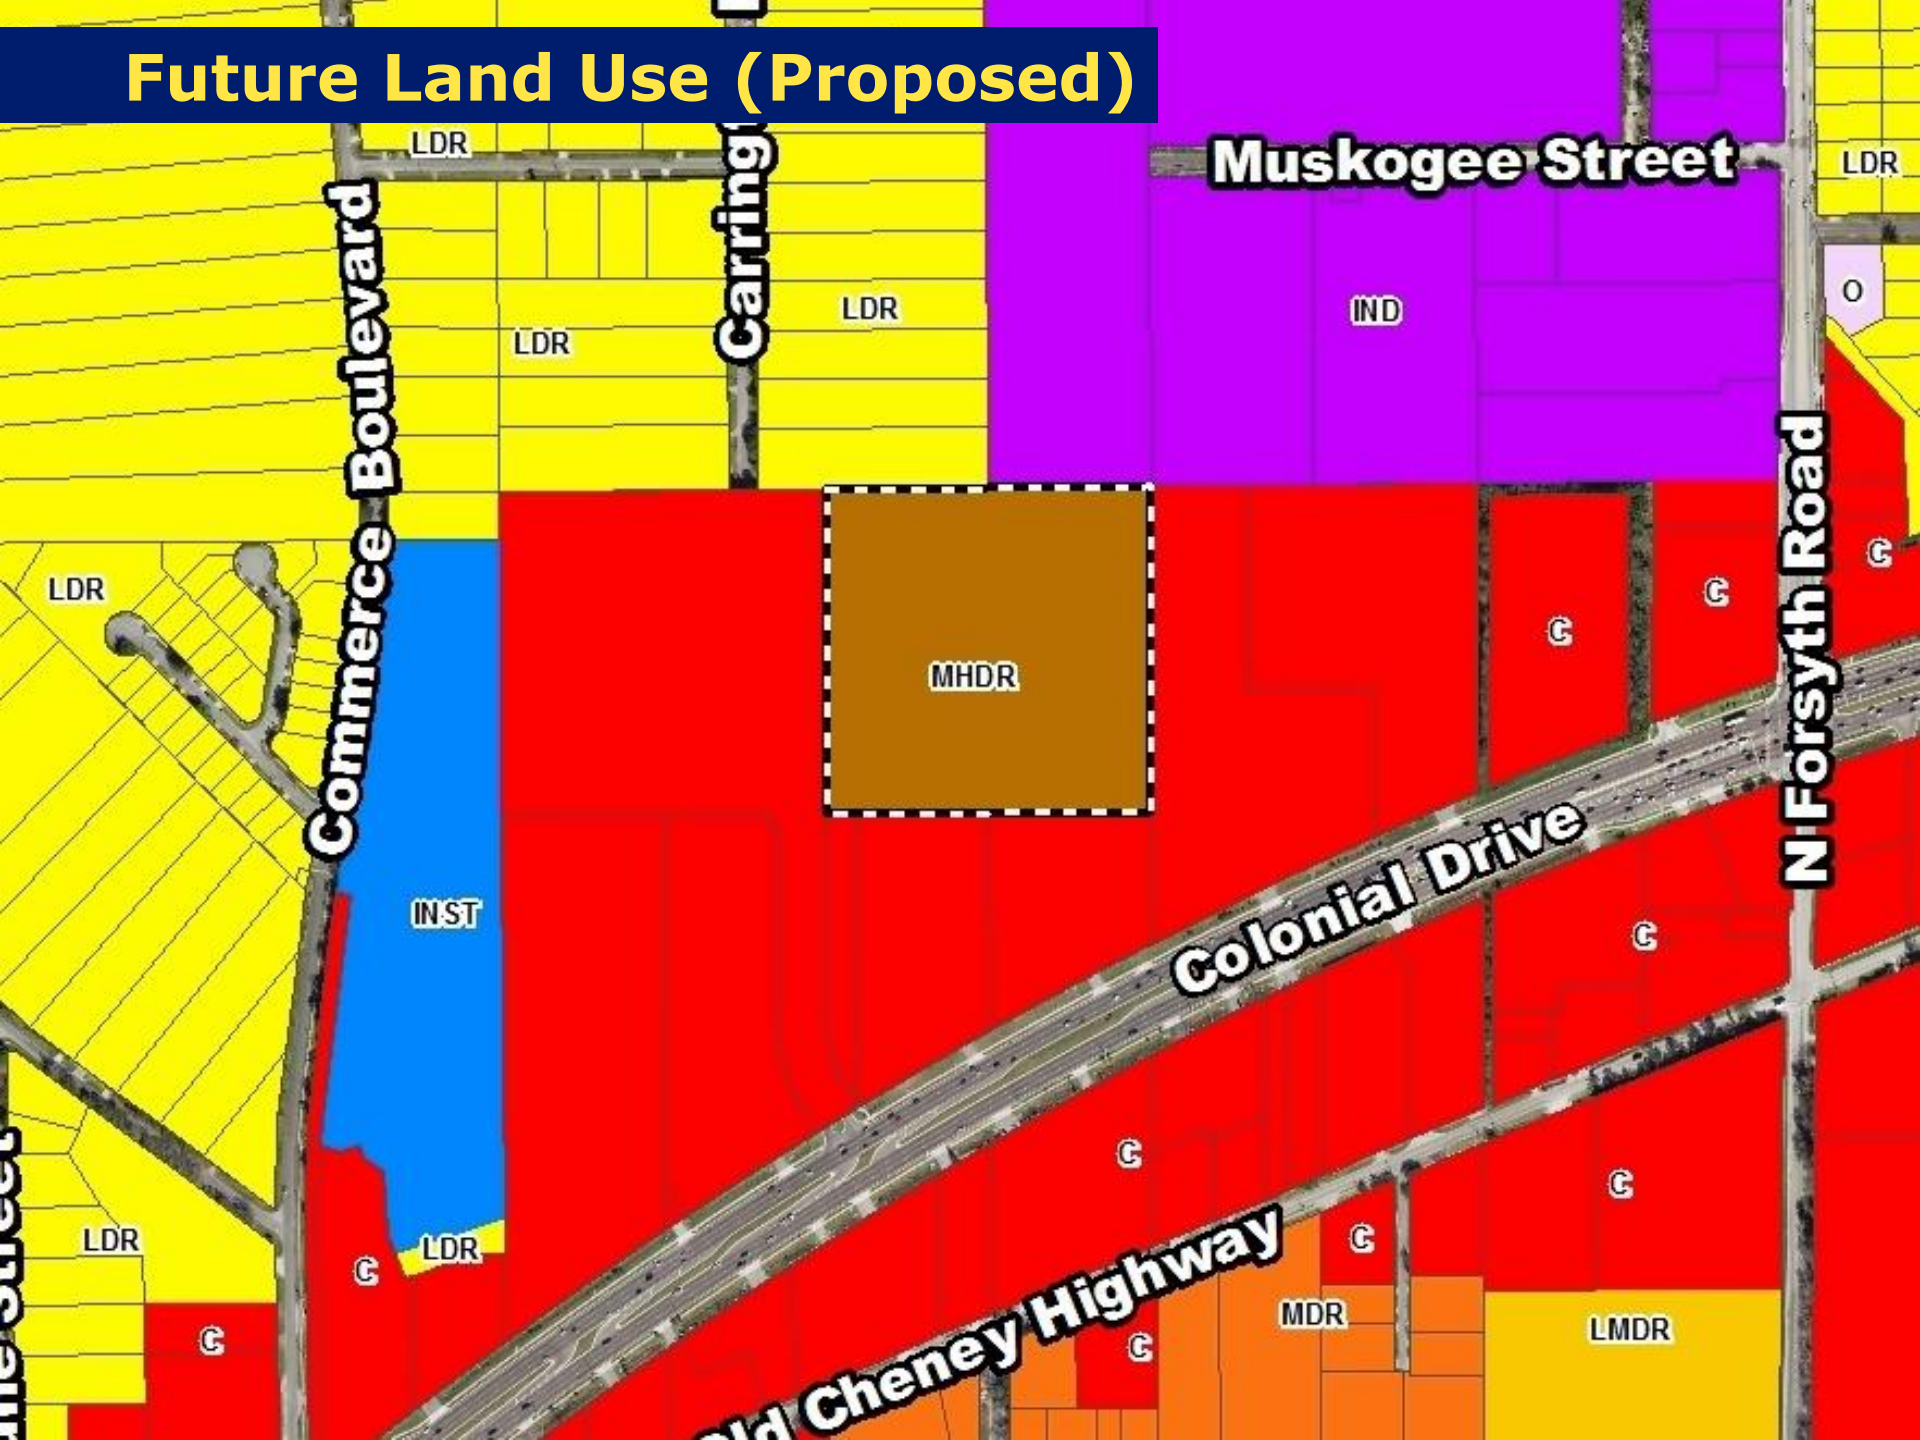 Future Land Use (Proposed)
LDR
Muskogee Street
LDR
Commerce Boulevard
LDR
LDR
IND
O
N Forsyth Road
C
LDR
C
C
MHDR
Colonial Drive
INST
C
C
C
LDR
LDR
C
C
Cheney Highway
MDR
LMDR
C
C
Street